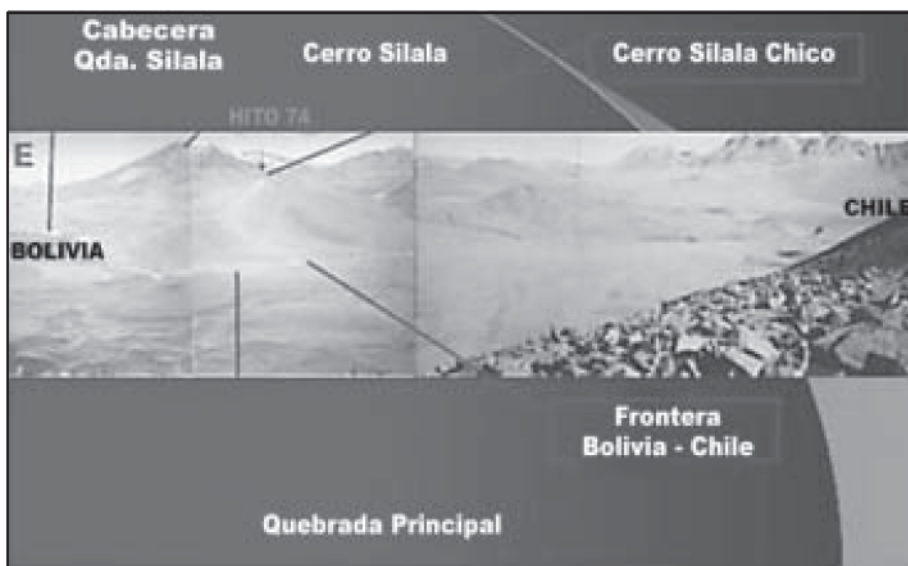 Cabecera
Qda. Silala
Cerro Silala
Cerro Silala Chico
HITO 74
E
BOLIVIA
CHILE
Frontera
Bolivia - Chile
Quebrada Principal